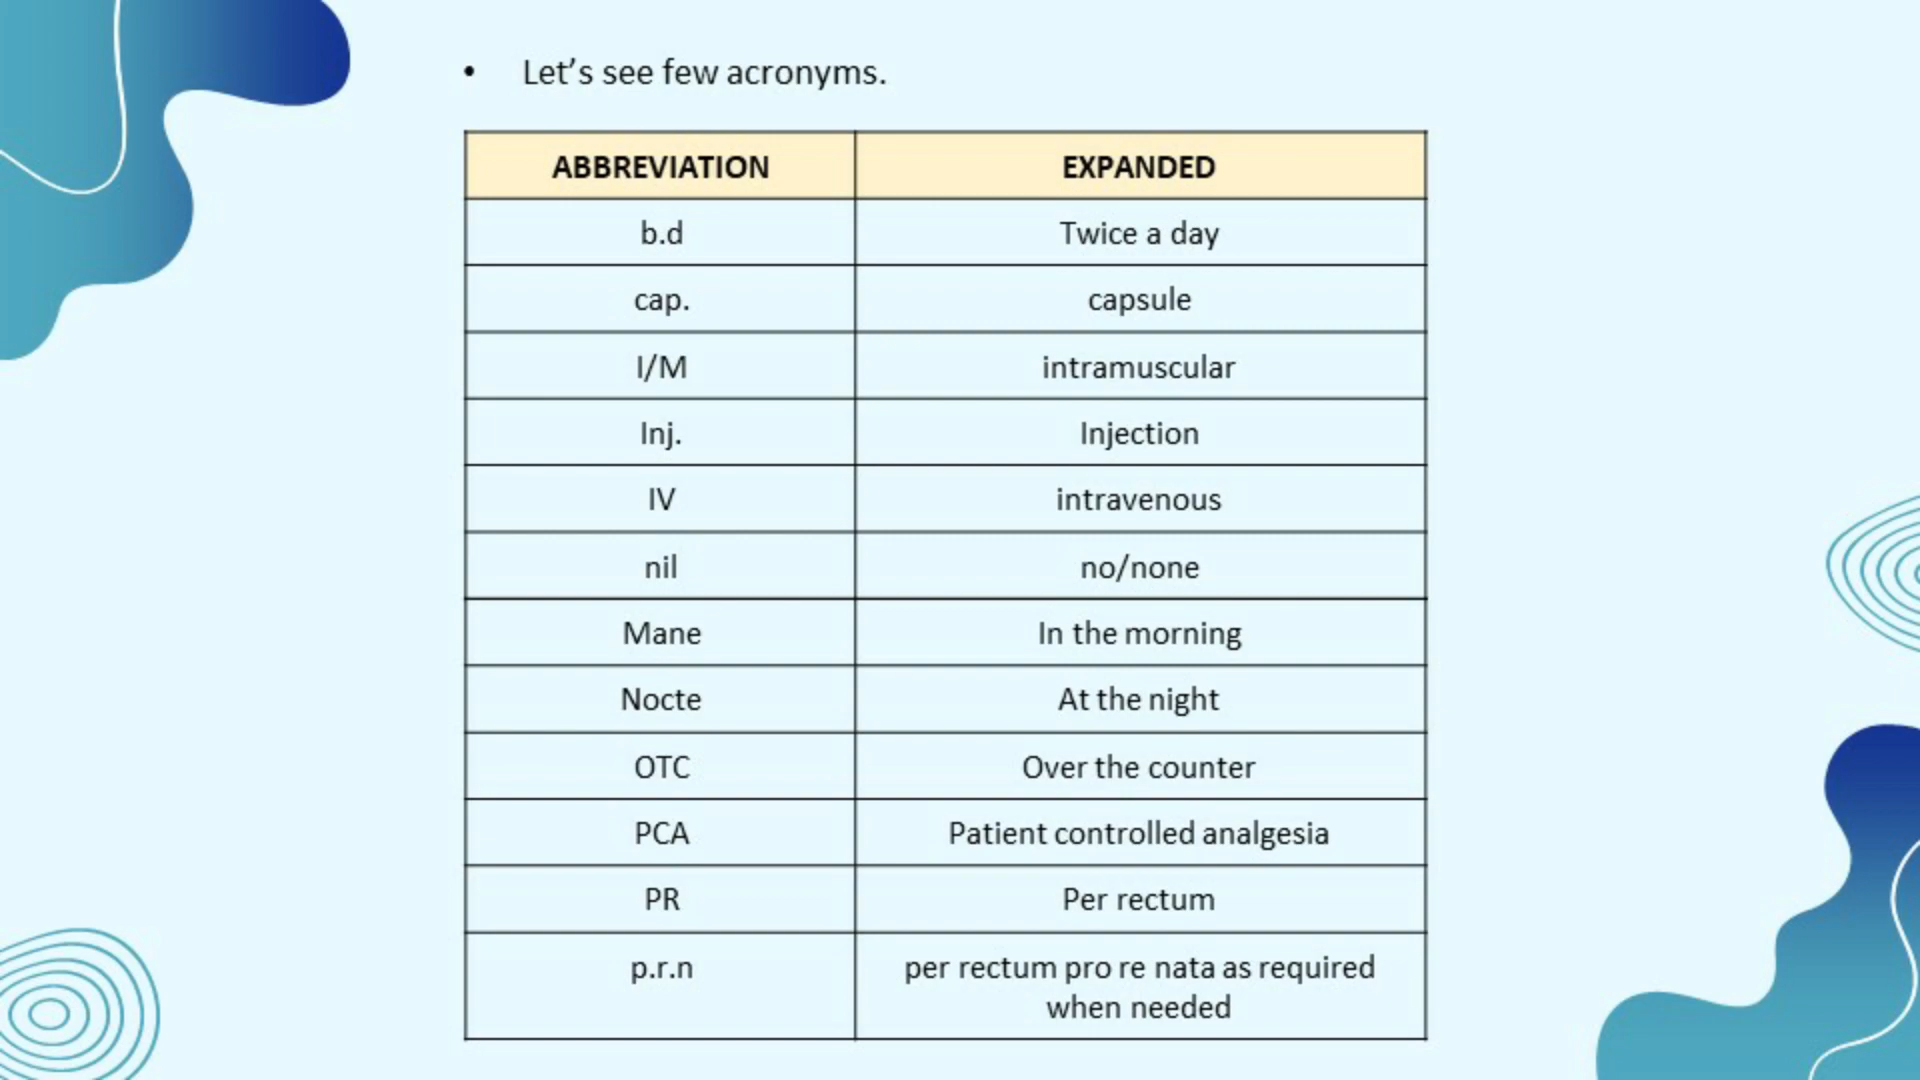 • Let's see few acronyms.
ABBREVIATION EXPANDED
b.d Twice a day
cap. capsule
I/M intramuscular
Inj. Injection
IV intravenous
nil no/none
Mane In the morning
Nocte At the night
OTC Over the counter
PCA Patient controlled analgesia
PR Per rectum
p.r.n per rectum pro re nata as required
when needed